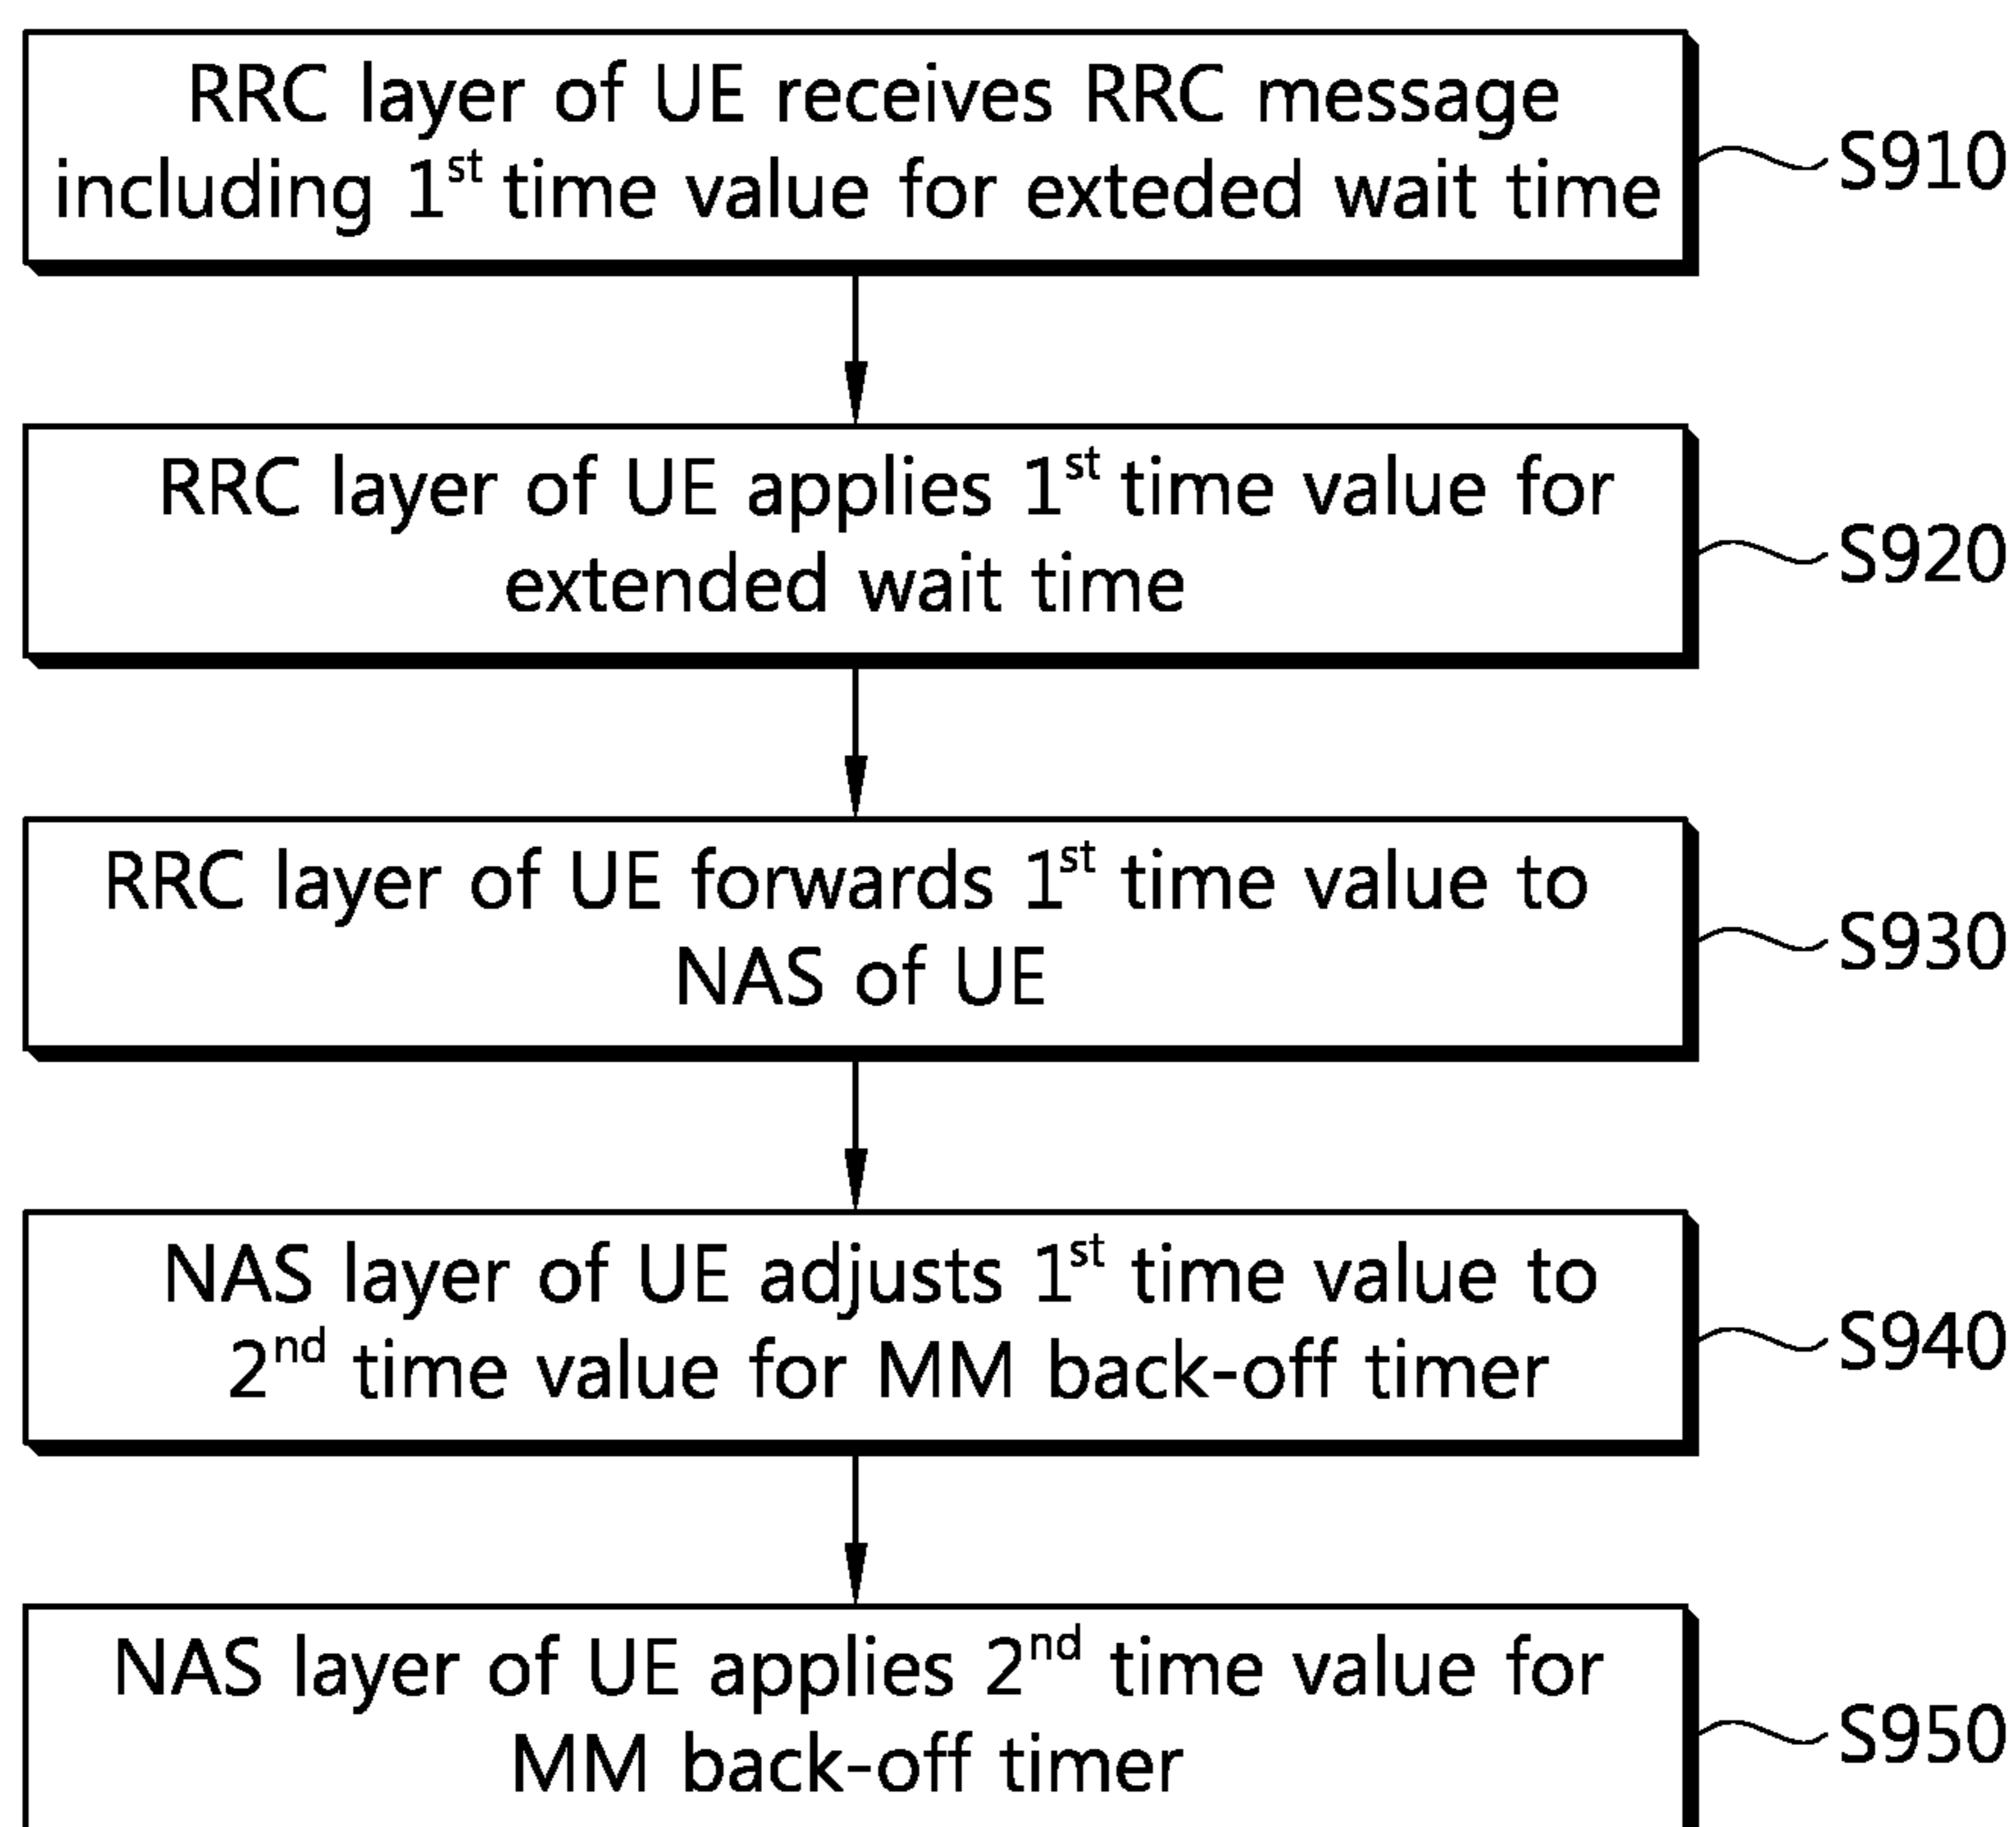 RRC layer of UE receives RRC message
including 1st time value for exteded wait time
S910
RRC layer of UE applies 1st time value for
extended wait time
S920
RRC layer of UE forwards 1st time value to
NAS of UE
S930
NAS layer of UE adjusts 1st time value to
2nd time value for MM back-off timer
S940
NAS layer of UE applies 2nd time value for
MM back-off timer
S950